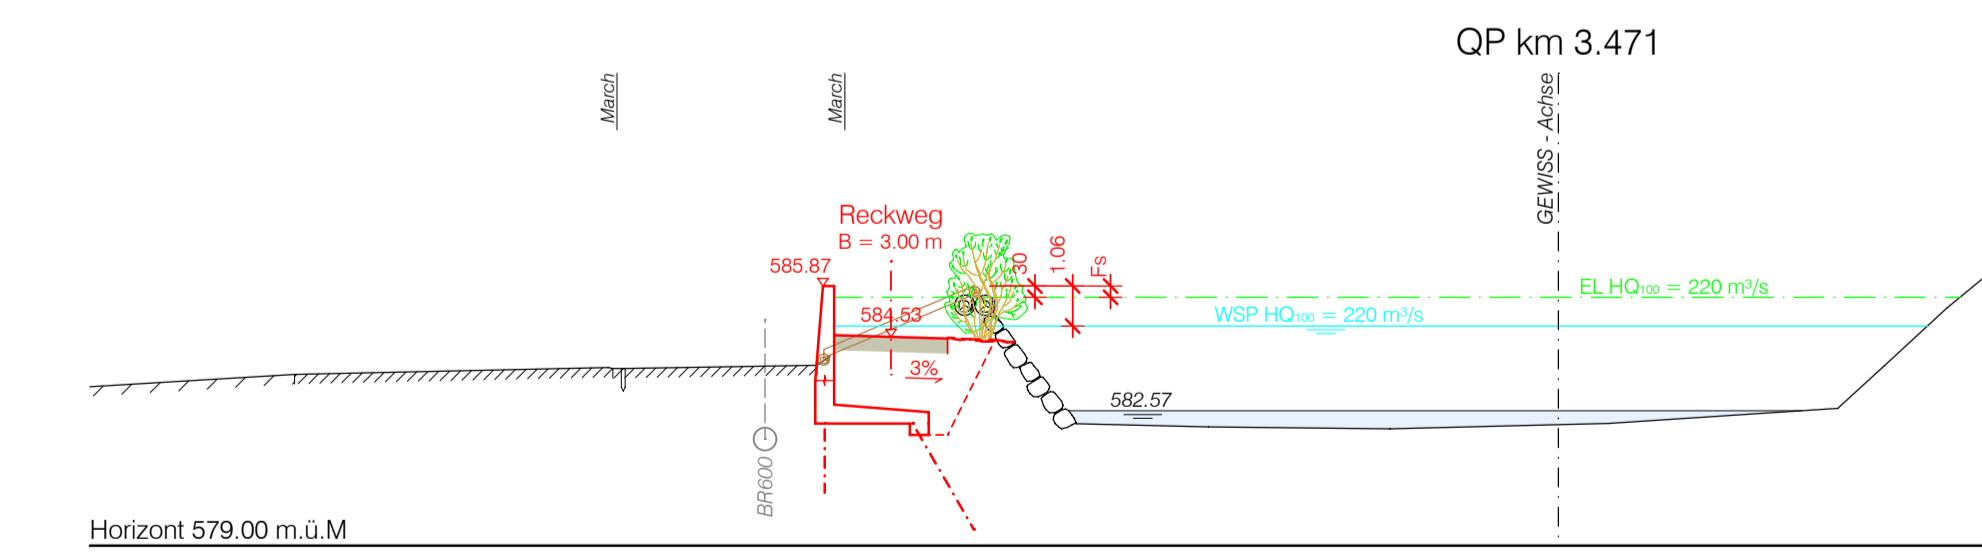 QP km 3.471
March
March
GEWISS - Achse
Reckweg
B = 3.00 m
585.87
30
1.06
Fs
EL HQ₁₀₀ = 220 m³/s
584.53
WSP HQ₁₀₀ = 220 m³/s
3%
582.57
BR600
Horizont 579.00 m.ü.M